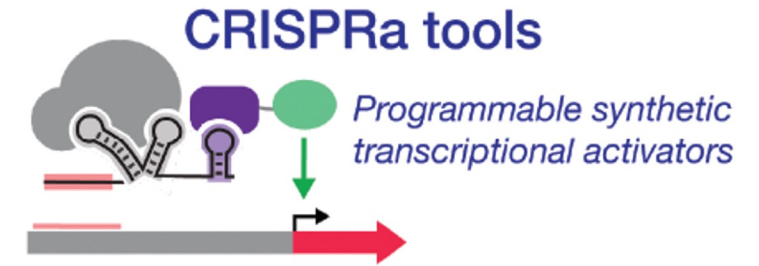 CRISPRa tools
Programmable synthetic
transcriptional activators